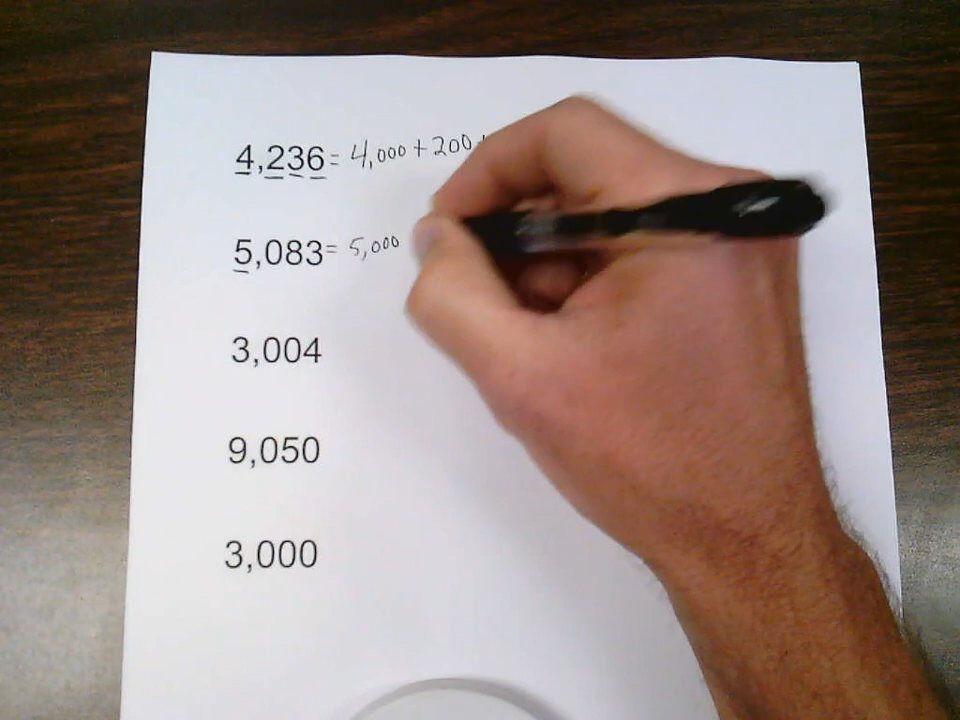 4,236 = 4,000 + 200 +
5,083 = 5,000
3,004
9,050
3,000